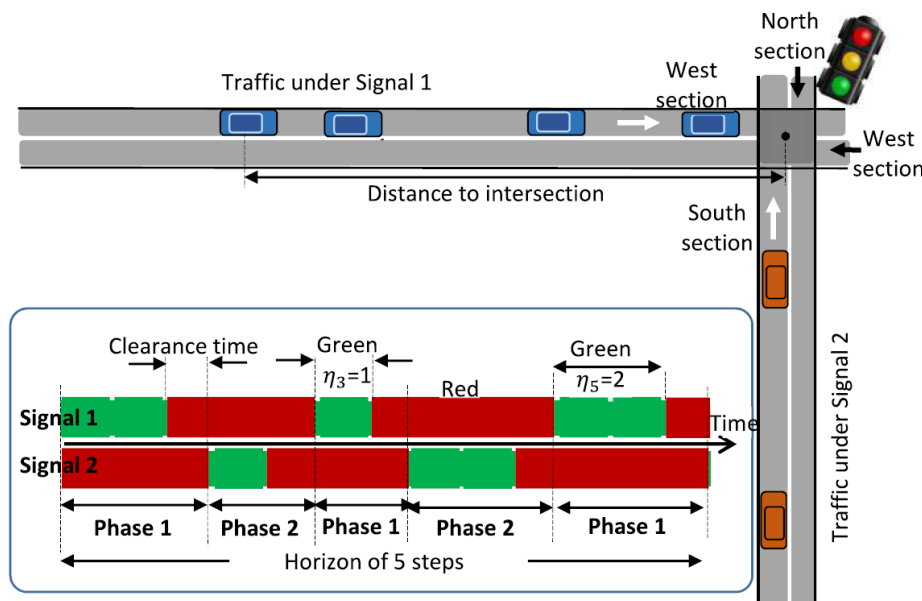 North
section
Traffic under Signal 1
West
section
West
section
Distance to intersection
South
section
Traffic under Signal 2
Clearance time
Green
η₃=1
Green
η₅=2
Red
Signal 1
Time
Signal 2
Phase 1
Phase 2
Phase 1
Phase 2
Phase 1
Horizon of 5 steps